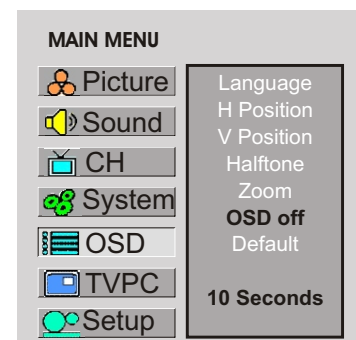 MAIN MENU
Picture
Sound
CH
System
OSD
TVPC
Setup
Language
H Position
V Position
Halftone
Zoom
OSD off
Default
10 Seconds